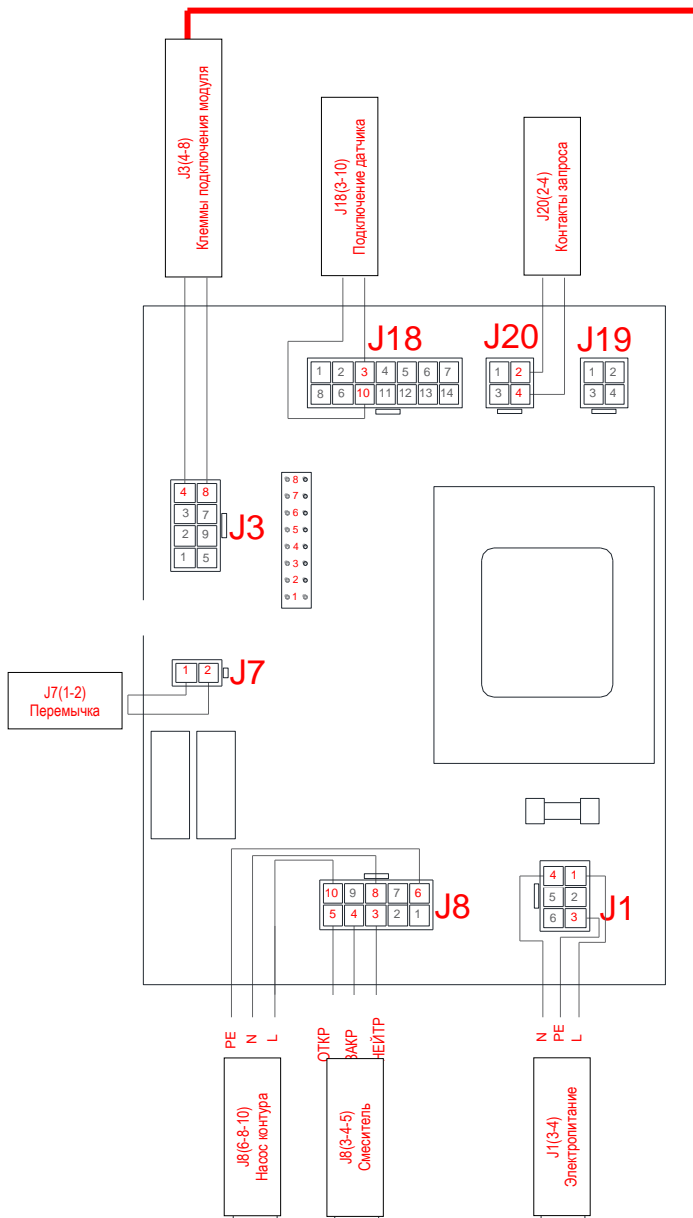 J3(4-8)
Клеммы подключения модуля
J18(3-10)
Подключение датчика
J20(2-4)
Контакты запроса
J18
J20
J19
1 2 3 4 5 6 7
8 6 10 11 12 13 14
1 2
3 4
1 2
3 4
4 8
3 7
2 9
1 5
J3
8
7
6
5
4
3
2
1
1 2
J7
J7(1-2)
Перемычка
10 9 8 7 6
5 4 3 2 1
J8
4 1
5 2
6 3
J1
PE
N
L
ОТКР
ЗАКР
НЕЙТР
N
PE
L
J8(6-8-10)
Насос контура
J8(3-4-5)
Смеситель
J1(3-4)
Электропитание